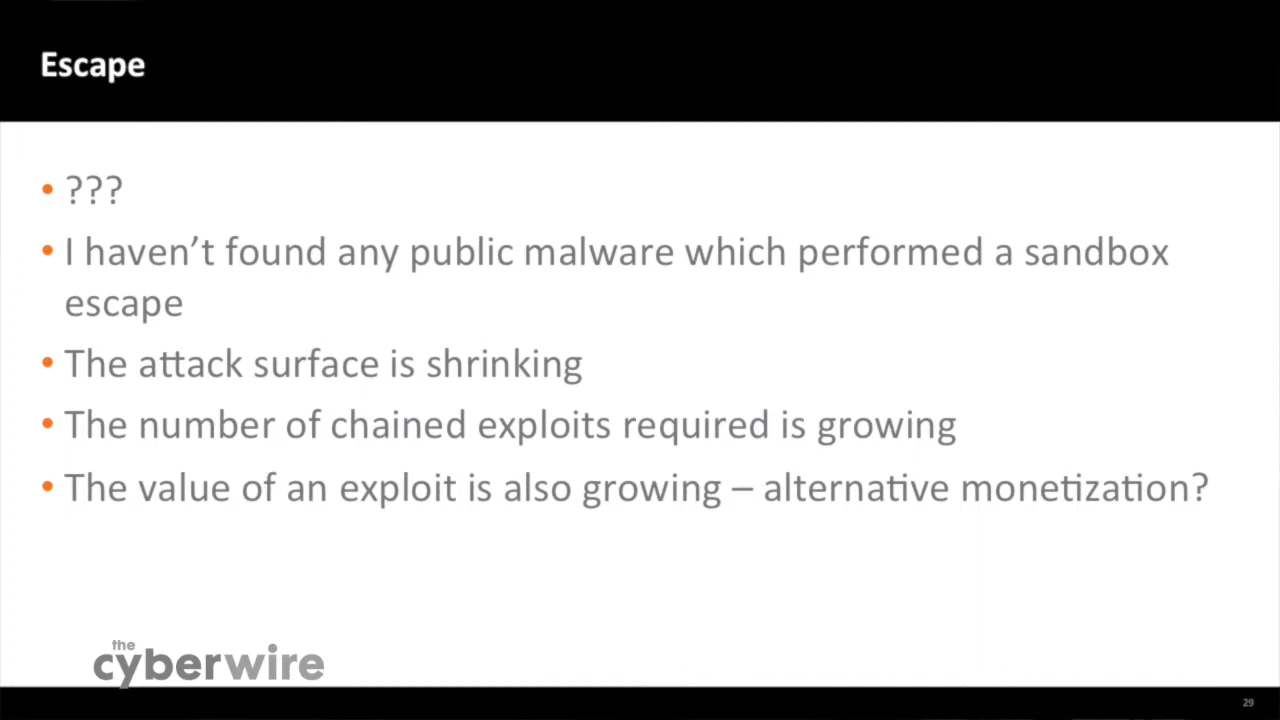 Escape
• ???
• I haven’t found any public malware which performed a sandbox
escape
• The attack surface is shrinking
• The number of chained exploits required is growing
• The value of an exploit is also growing – alternative monetization?
the
cyberwire
29